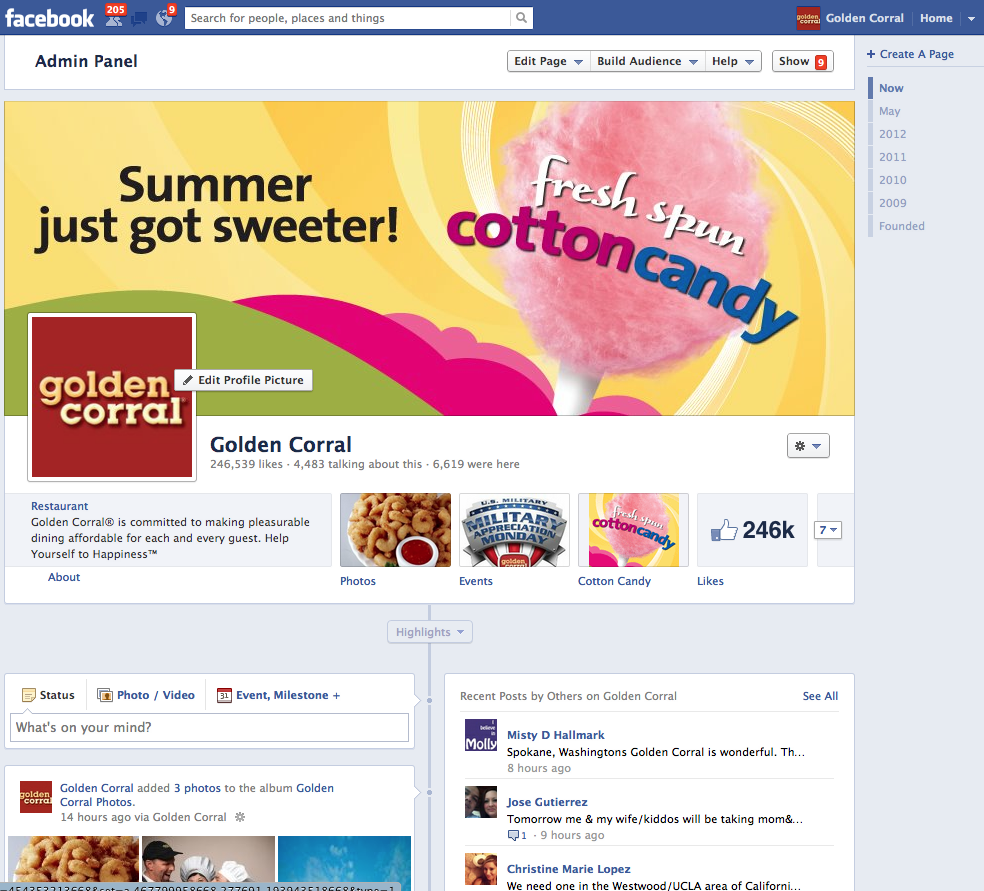 facebook
205
9
Search for people, places and things
Golden Corral
Home
Admin Panel
Edit Page
Build Audience
Help
Show 9
+ Create A Page
Now
May
2012
2011
2010
2009
Founded
Summer
just got sweeter!
fresh spun
cotton candy
golden
corral
Edit Profile Picture
Golden Corral
246,539 likes · 4,483 talking about this · 6,619 were here
Restaurant
Golden Corral® is committed to making pleasurable
dining affordable for each and every guest. Help
Yourself to Happiness™
About
Photos
U.S. MILITARY
MILITARY
APPRECIATION
MONDAY
golden
corral
Events
fresh spun
cotton candy
Cotton Candy
246k
Likes
7
Highlights
Status
Photo / Video
31
Event, Milestone +
What's on your mind?
golden
corral
Golden Corral added 3 photos to the album Golden
Corral Photos.
14 hours ago via Golden Corral
Recent Posts by Others on Golden Corral
See All
I
believe
in
Molly
Misty D Hallmark
Spokane, Washingtons Golden Corral is wonderful. Th...
8 hours ago
Jose Gutierrez
Tomorrow me & my wife/kiddos will be taking mom&...
1 · 9 hours ago
Christine Marie Lopez
We need one in the Westwood/UCLA area of Californi...